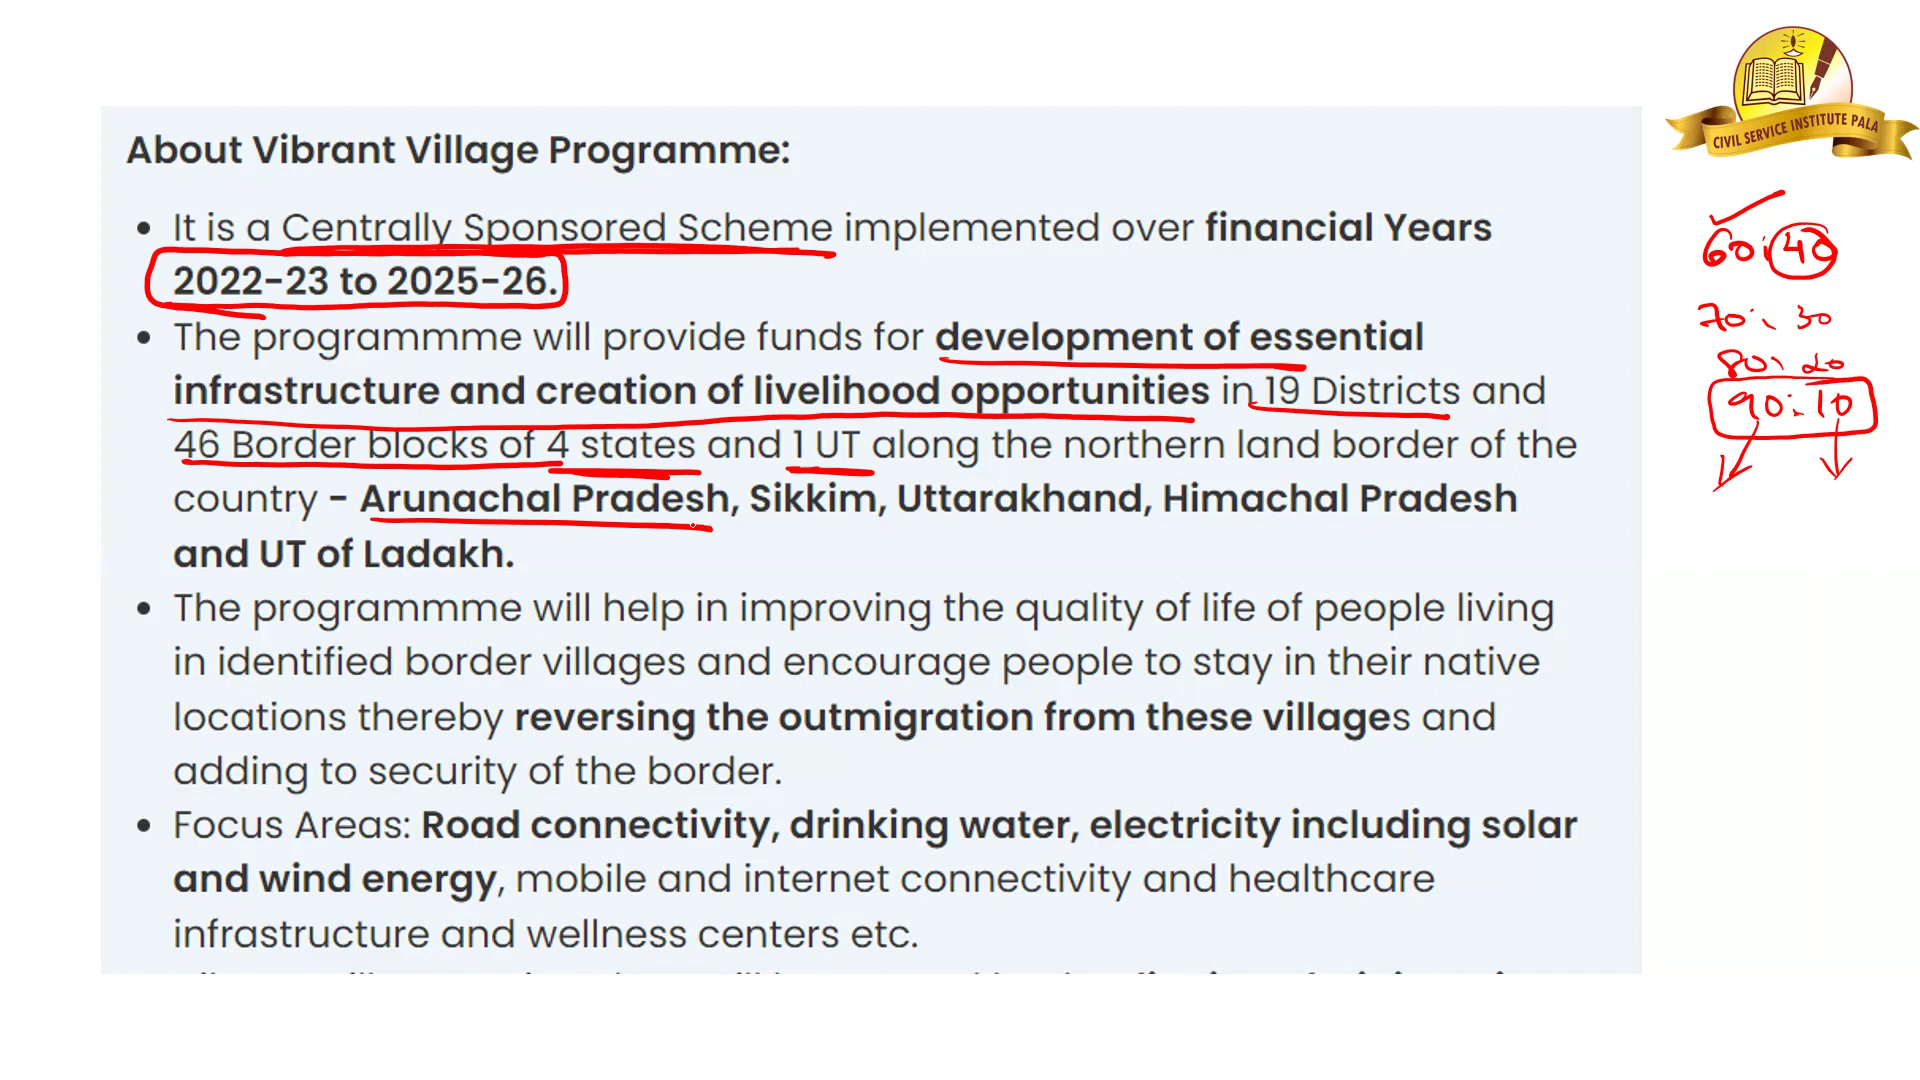 CIVIL SERVICE INSTITUTE PALA
About Vibrant Village Programme:
• It is a Centrally Sponsored Scheme implemented over financial Years
2022-23 to 2025-26.
• The programmme will provide funds for development of essential
infrastructure and creation of livelihood opportunities in 19 Districts and
46 Border blocks of 4 states and 1 UT along the northern land border of the
country - Arunachal Pradesh, Sikkim, Uttarakhand, Himachal Pradesh
and UT of Ladakh.
• The programmme will help in improving the quality of life of people living
in identified border villages and encourage people to stay in their native
locations thereby reversing the outmigration from these villages and
adding to security of the border.
• Focus Areas: Road connectivity, drinking water, electricity including solar
and wind energy, mobile and internet connectivity and healthcare
infrastructure and wellness centers etc.
60:40
70:30
80:20
90:10